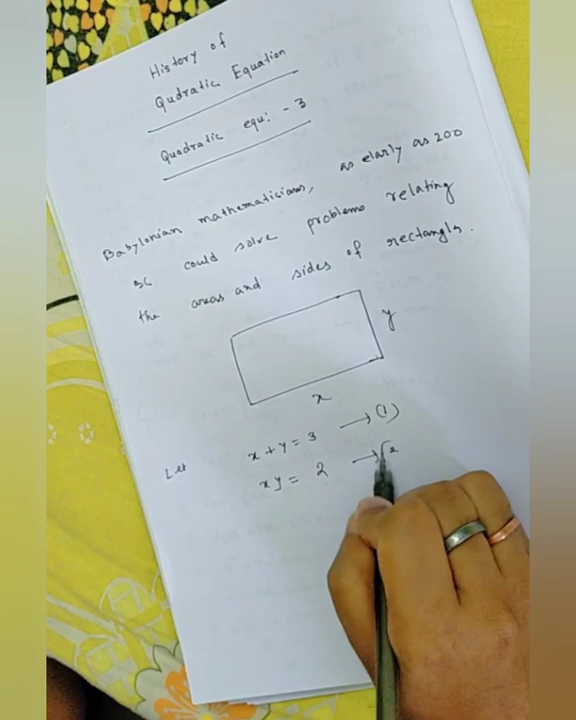 History of
Qudratic Equation
Quadratic equ: - 3
Babylonian mathematicians, as elarly as 200
BC could solve problems relating
the areas and sides of rectangls.
y
x
Let x + y = 3 → (1)
xy = 2 → (2